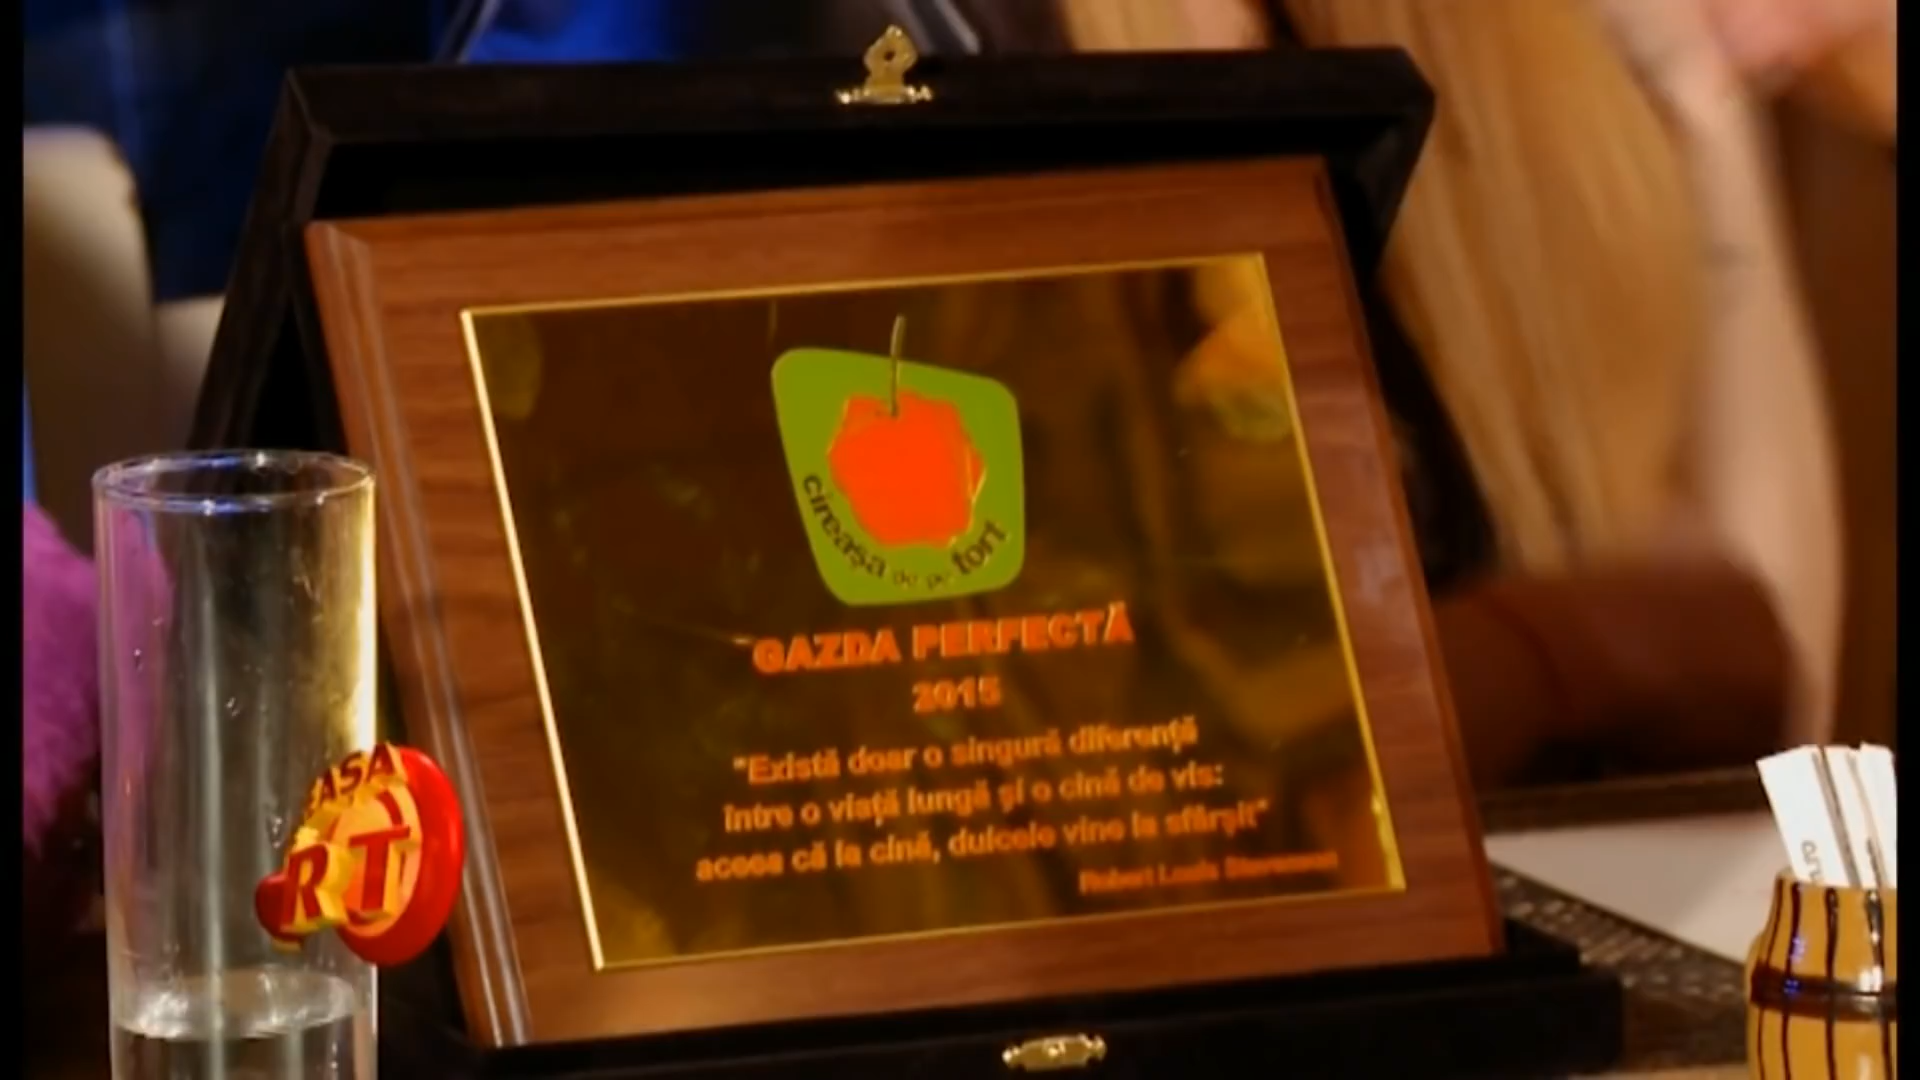 cireașa de pe tort
GAZDA PERFECTĂ
2015
"Există doar o singură diferență
între o viață lungă și o cină de vis:
aceea că la cină, dulcele vine la sfârșit"
Robert Louis Stevenson
EAȘA
RT